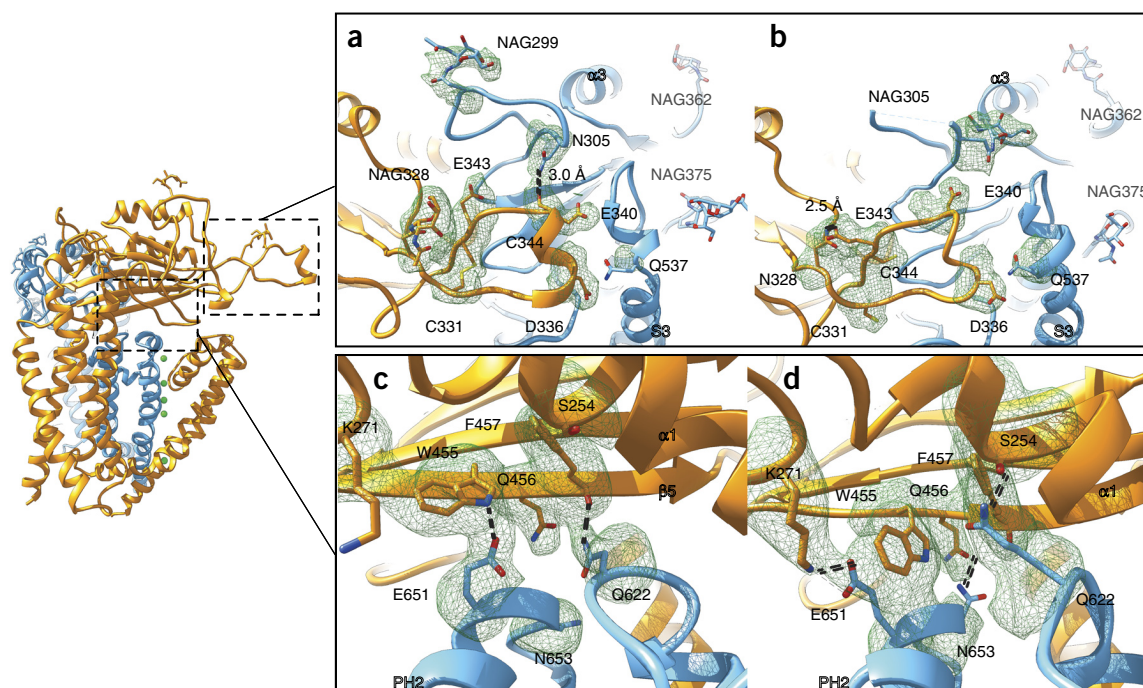 a
NAG299
α3
NAG362
N305
E343
NAG328
3.0 Å
NAG375
E340
C344
Q537
C331
D336
S3
b
α3
NAG305
NAG362
E340
NAG375
2.5 Å
E343
N328
C344
Q537
C331
D336
S3
c
S254
K271
F457
α1
W455
Q456
β5
E651
Q622
N653
PH2
d
S254
K271
F457
W455
Q456
α1
E651
Q622
N653
PH2